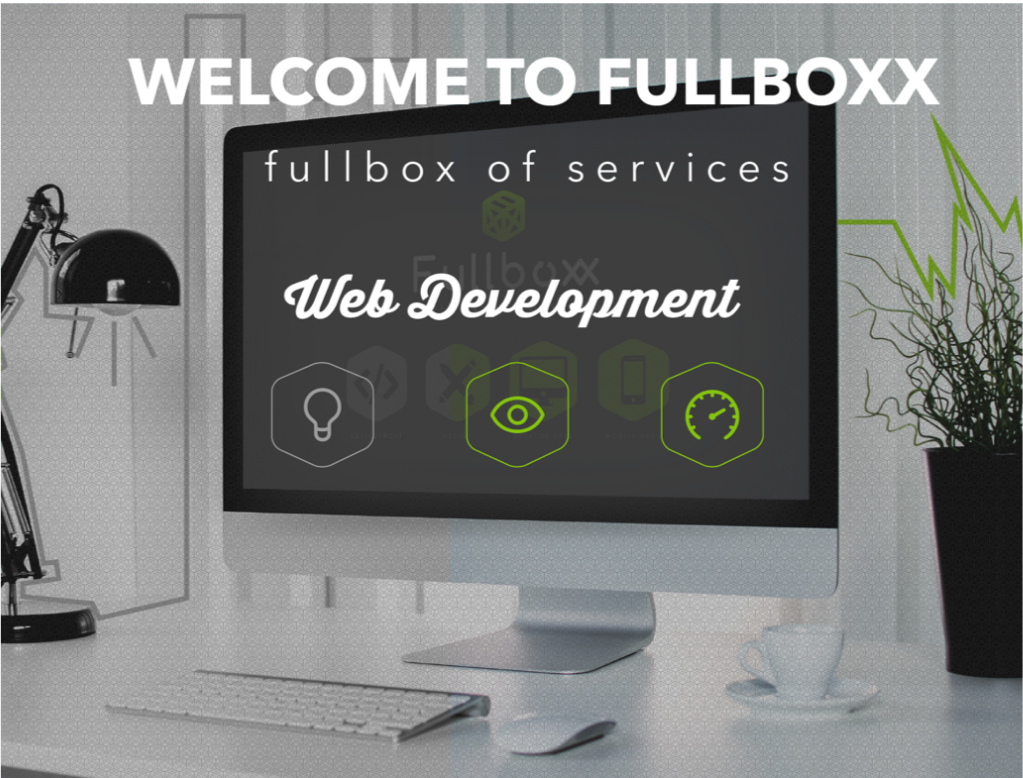 WELCOME TO FULLBOXX
fullbox of services
Fullboxx
Web Development